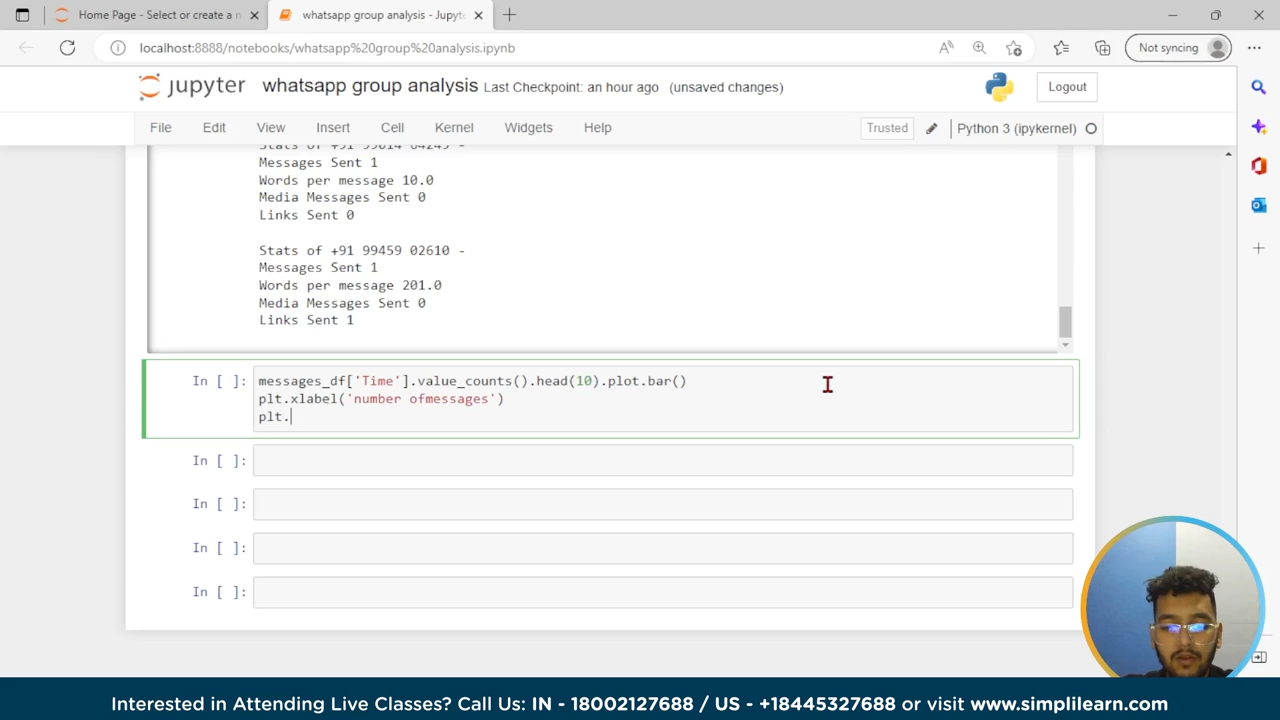 Home Page - Select or create a n
whatsapp group analysis - Jupyte
localhost:8888/notebooks/whatsapp%20group%20analysis.ipynb
Not syncing
jupyter whatsapp group analysis Last Checkpoint: an hour ago (unsaved changes)
Logout
File Edit View Insert Cell Kernel Widgets Help
Trusted Python 3 (ipykernel)
Stats of +91 99614 64249 -
Messages Sent 1
Words per message 10.0
Media Messages Sent 0
Links Sent 0
Stats of +91 99459 02610 -
Messages Sent 1
Words per message 201.0
Media Messages Sent 0
Links Sent 1
In [ ]: messages_df['Time'].value_counts().head(10).plot.bar()
plt.xlabel('number ofmessages')
plt.
In [ ]:
In [ ]:
In [ ]:
In [ ]:
Interested in Attending Live Classes? Call Us: IN - 18002127688 / US - +18445327688 or visit www.simplilearn.com